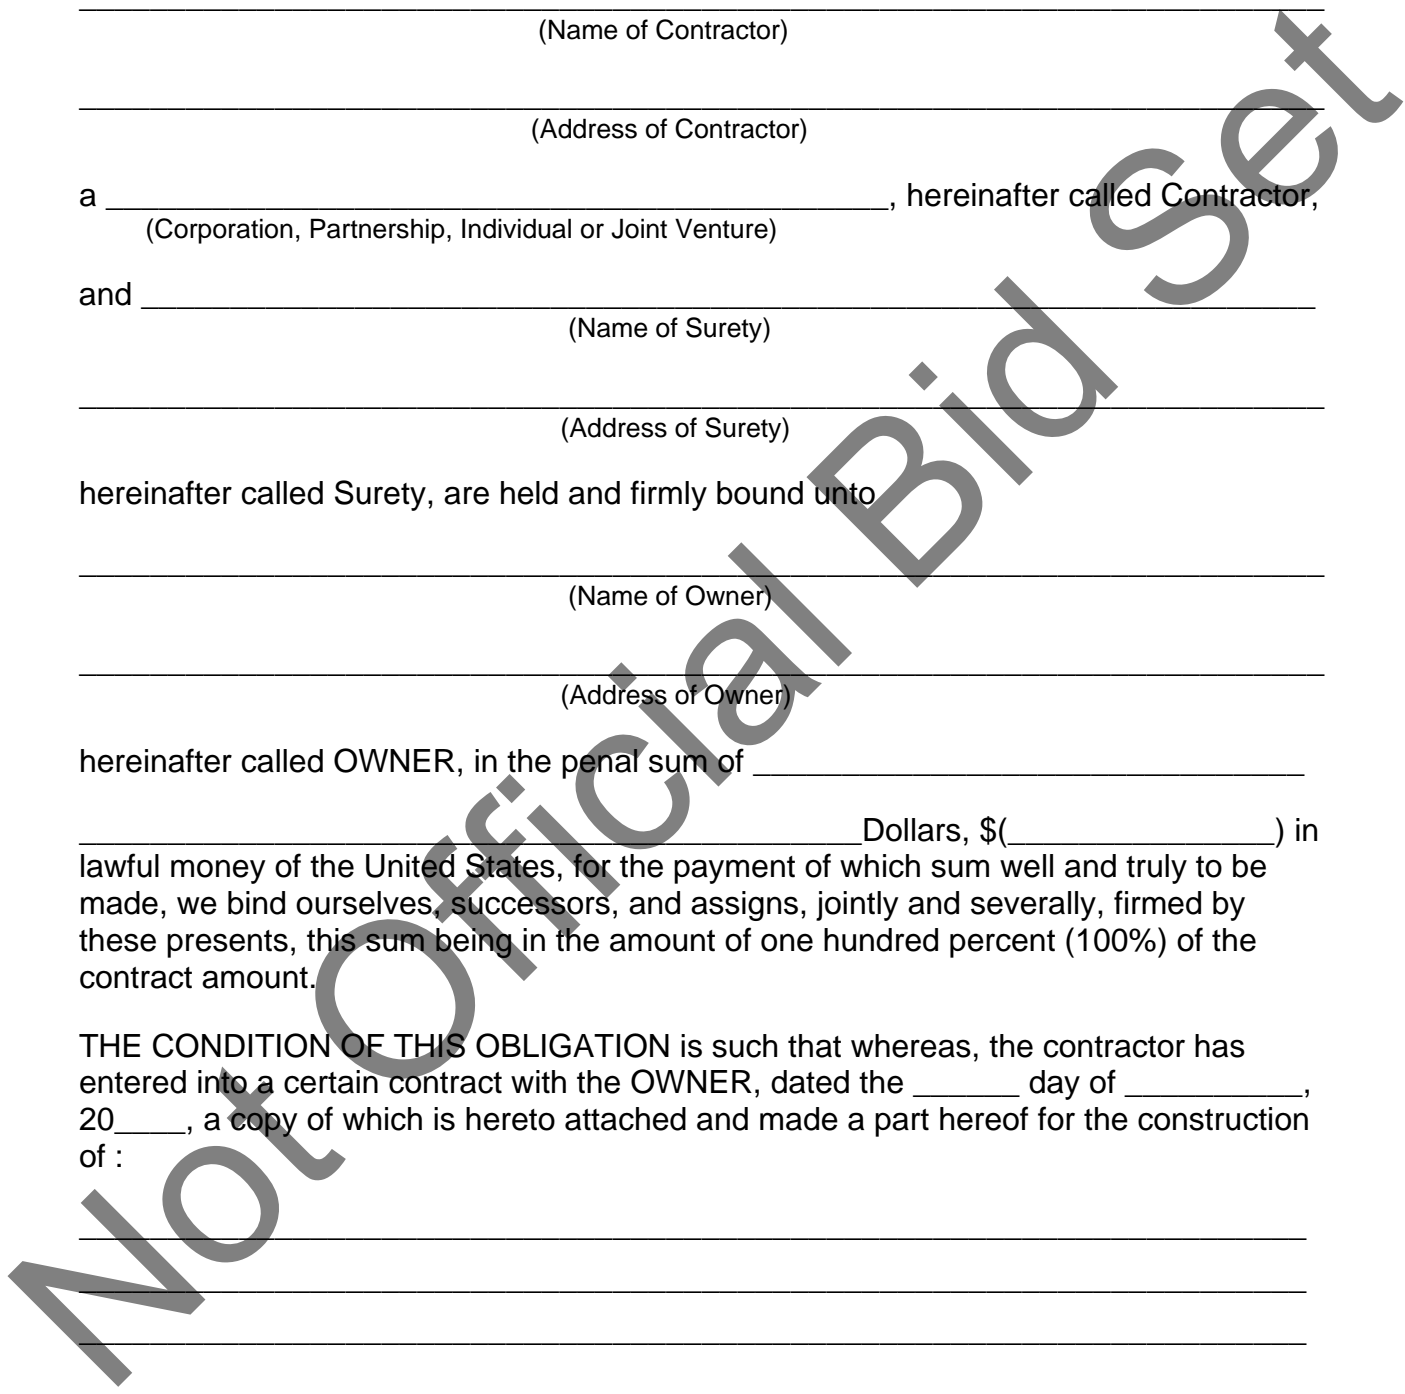 (Name of Contractor)
(Address of Contractor)
a ____________________________________________, hereinafter called Contractor,
(Corporation, Partnership, Individual or Joint Venture)
and __________________________________________________________________
(Name of Surety)
(Address of Surety)
hereinafter called Surety, are held and firmly bound unto
(Name of Owner)
(Address of Owner)
hereinafter called OWNER, in the penal sum of _______________________________
____________________________________________Dollars, $(_______________) in
lawful money of the United States, for the payment of which sum well and truly to be
made, we bind ourselves, successors, and assigns, jointly and severally, firmed by
these presents, this sum being in the amount of one hundred percent (100%) of the
contract amount.
THE CONDITION OF THIS OBLIGATION is such that whereas, the contractor has
entered into a certain contract with the OWNER, dated the ______ day of __________,
20____, a copy of which is hereto attached and made a part hereof for the construction
of :
Not Official Bid Set